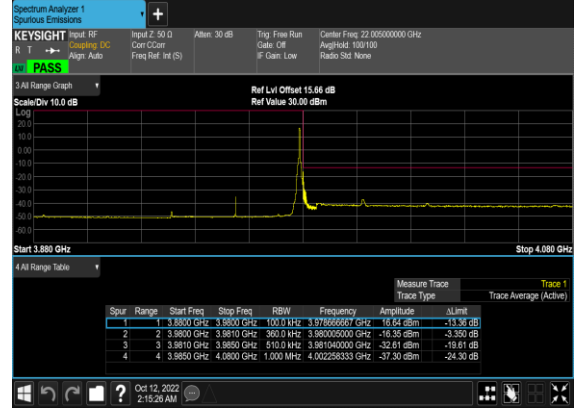 Spectrum Analyzer 1
Spurious Emissions
KEYSIGHT Input: RF Input Z: 50 Ω Atten: 30 dB Trig: Free Run Center Freq: 22.005000000 GHz
R T Coupling: DC Corr CCorr Gate: Off Avg|Hold: 100/100
Align: Auto Freq Ref: Int (S) IF Gain: Low Radio Std: None
PASS
3 All Range Graph Ref Lvl Offset 15.66 dB
Scale/Div 10.0 dB Ref Value 30.00 dBm
Log
20.0
10.0
0.00
-10.0
-20.0
-30.0
-40.0
-50.0
-60.0
Start 3.880 GHz Stop 4.080 GHz
4 All Range Table
Measure Trace Trace 1
Trace Type Trace Average (Active)
Spur Range Start Freq Stop Freq RBW Frequency Amplitude ΔLimit
1 1 3.8800 GHz 3.9800 GHz 100.0 kHz 3.978666667 GHz 16.64 dBm -13.36 dB
2 2 3.9800 GHz 3.9810 GHz 360.0 kHz 3.980005000 GHz -16.35 dBm -3.350 dB
3 3 3.9810 GHz 3.9850 GHz 510.0 kHz 3.981040000 GHz -32.61 dBm -19.61 dB
4 4 3.9850 GHz 4.0800 GHz 1.000 MHz 4.002258333 GHz -37.30 dBm -24.30 dB
? Oct 12, 2022
2:15:26 AM